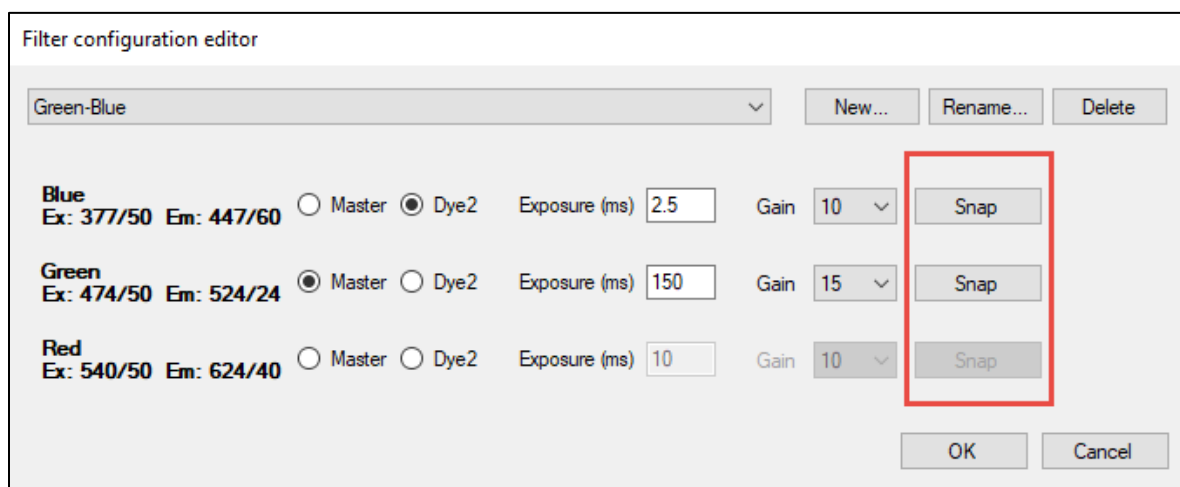 Filter configuration editor
Green-Blue New... Rename... Delete
Blue
Ex: 377/50 Em: 447/60 Master Dye2 Exposure (ms) 2.5 Gain 10 Snap
Green
Ex: 474/50 Em: 524/24 Master Dye2 Exposure (ms) 150 Gain 15 Snap
Red
Ex: 540/50 Em: 624/40 Master Dye2 Exposure (ms) 10 Gain 10 Snap
OK Cancel